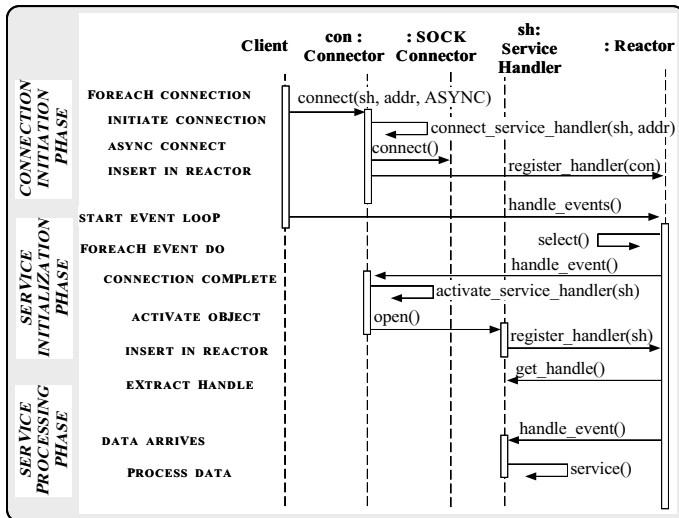 Client
con :
Connector
: SOCK
Connector
sh:
Service
Handler
: Reactor
CONNECTION
INITIATION
PHASE
FOREACH CONNECTION
connect(sh, addr, ASYNC)
INITIATE CONNECTION
connect_service_handler(sh, addr)
ASYNC CONNECT
connect()
INSERT IN REACTOR
register_handler(con)
START EVENT LOOP
handle_events()
SERVICE
INITIALIZATION
PHASE
FOREACH EVENT DO
select()
handle_event()
CONNECTION COMPLETE
activate_service_handler(sh)
ACTIVATE OBJECT
open()
INSERT IN REACTOR
register_handler(sh)
EXTRACT HANDLE
get_handle()
SERVICE
PROCESSING
PHASE
DATA ARRIVES
handle_event()
PROCESS DATA
service()